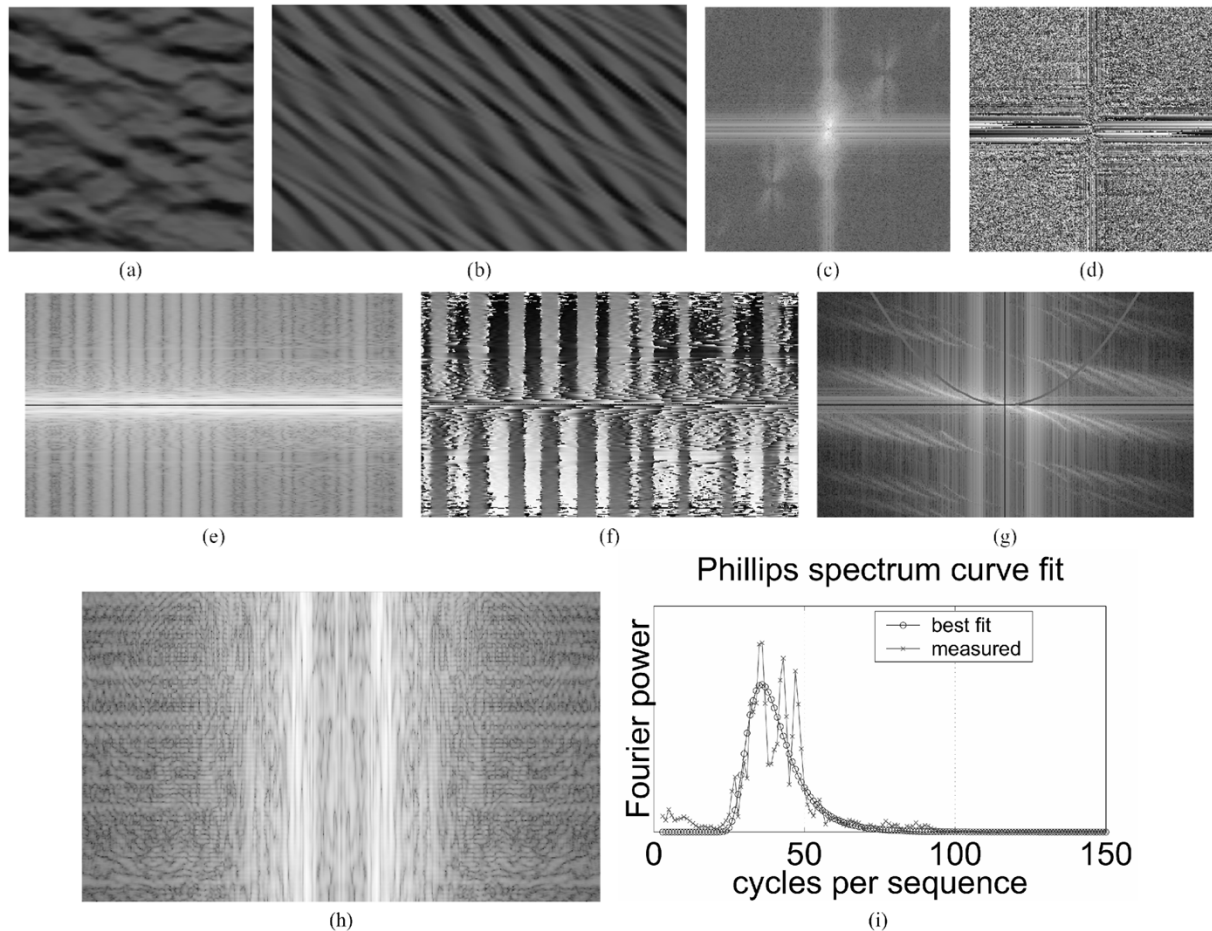 (a)
(b)
(c)
(d)
(e)
(f)
(g)
Phillips spectrum curve fit
best fit
measured
Fourier power
0
50
100
150
cycles per sequence
(h)
(i)